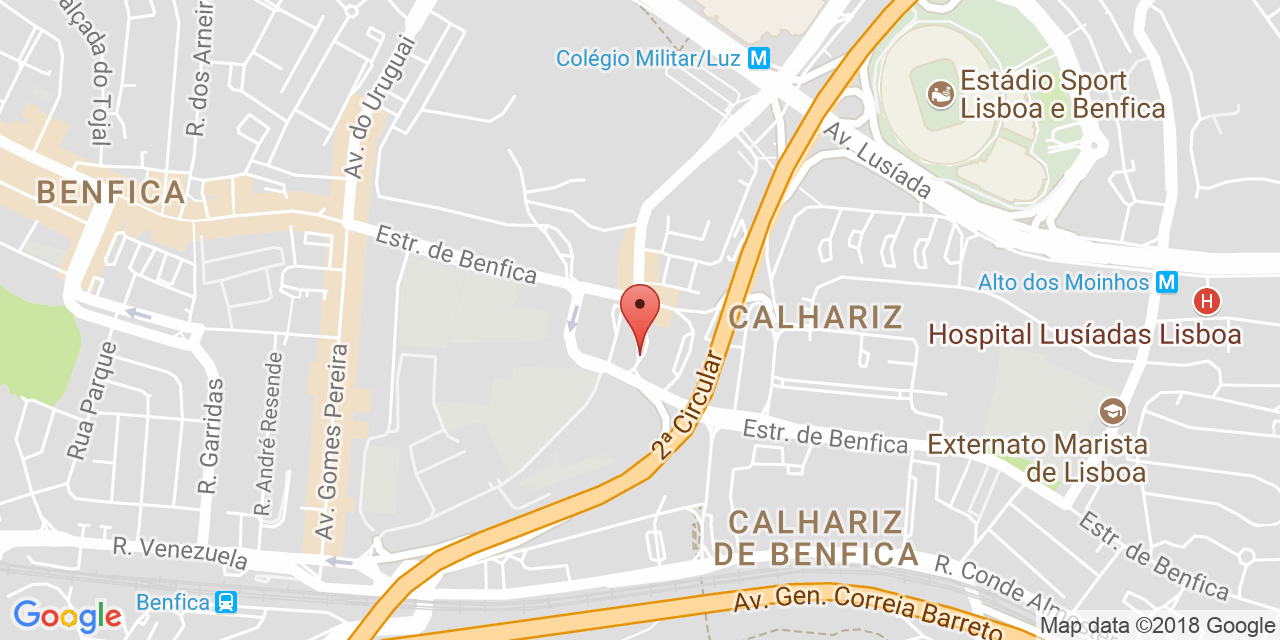 Calçada do Tojal
R. dos Arneir
Av. do Uruguai
Colégio Militar/Luz M
Estádio Sport
Lisboa e Benfica
Av. Lusíada
BENFICA
Estr. de Benfica
Alto dos Moinhos M
H
CALHARIZ
Hospital Lusíadas Lisboa
Rua Parque
R. Garridas
R. André Resende
Av. Gomes Pereira
2ª Circular
Estr. de Benfica
Externato Marista
de Lisboa
CALHARIZ
DE BENFICA
Estr. de Benfica
R. Venezuela
R. Conde Almos
Benfica
Av. Gen. Correia Barreto
Google
Map data ©2018 Google